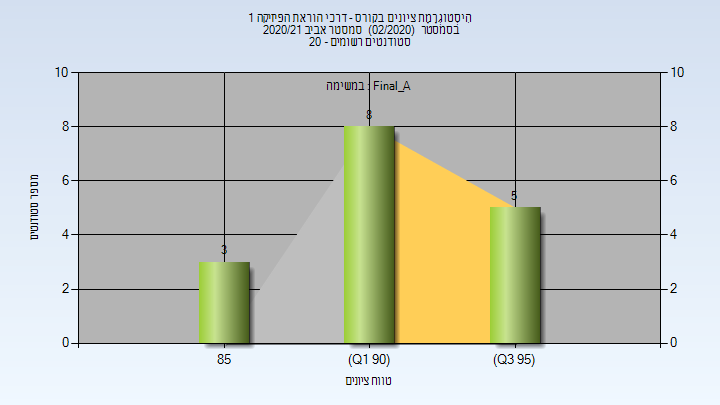 היסטוגרמת ציונים בקורס - דרכי הוראת הפיזיקה 1
בסמסטר (02/2020) סמסטר אביב 2020/21
סטודנטים רשומים - 20
במשימה : Final_A
10
8
6
4
2
0
10
8
6
4
2
0
3
8
5
מספר סטודנטים
85
(Q1 90)
(Q3 95)
טווח ציונים